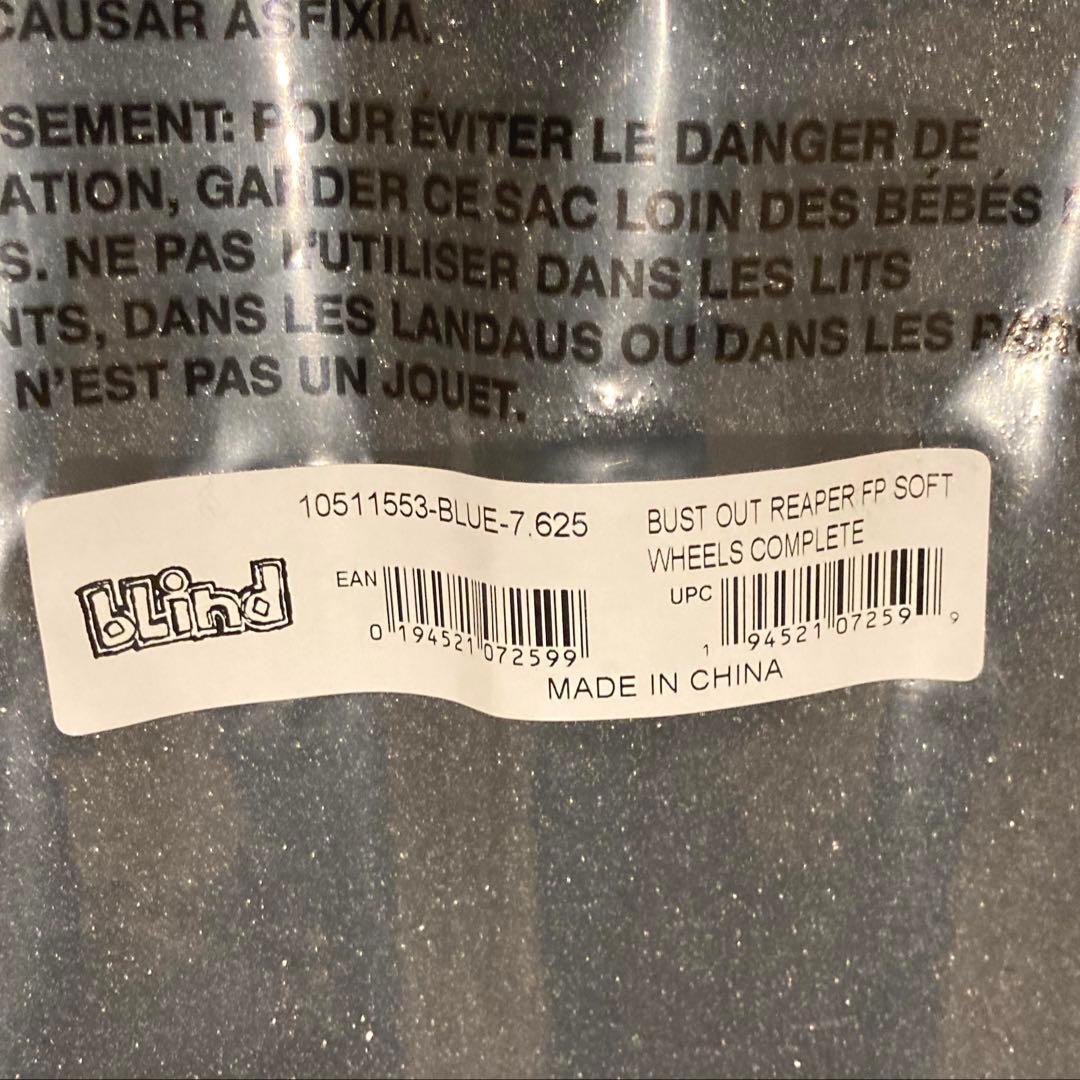 CAUSAR ASFIXIA.
SEMENT: POUR ÉVITER LE DANGER DE
ATION, GARDER CE SAC LOIN DES BÉBÉS
S. NE PAS L'UTILISER DANS LES LITS
NTS, DANS LES LANDAUS OU DANS LES
N'EST PAS UN JOUET.
10511553-BLUE-7.625
BUST OUT REAPER FP SOFT
WHEELS COMPLETE
blind
EAN
0 194521 072599
UPC
1 94521 07259 9
MADE IN CHINA